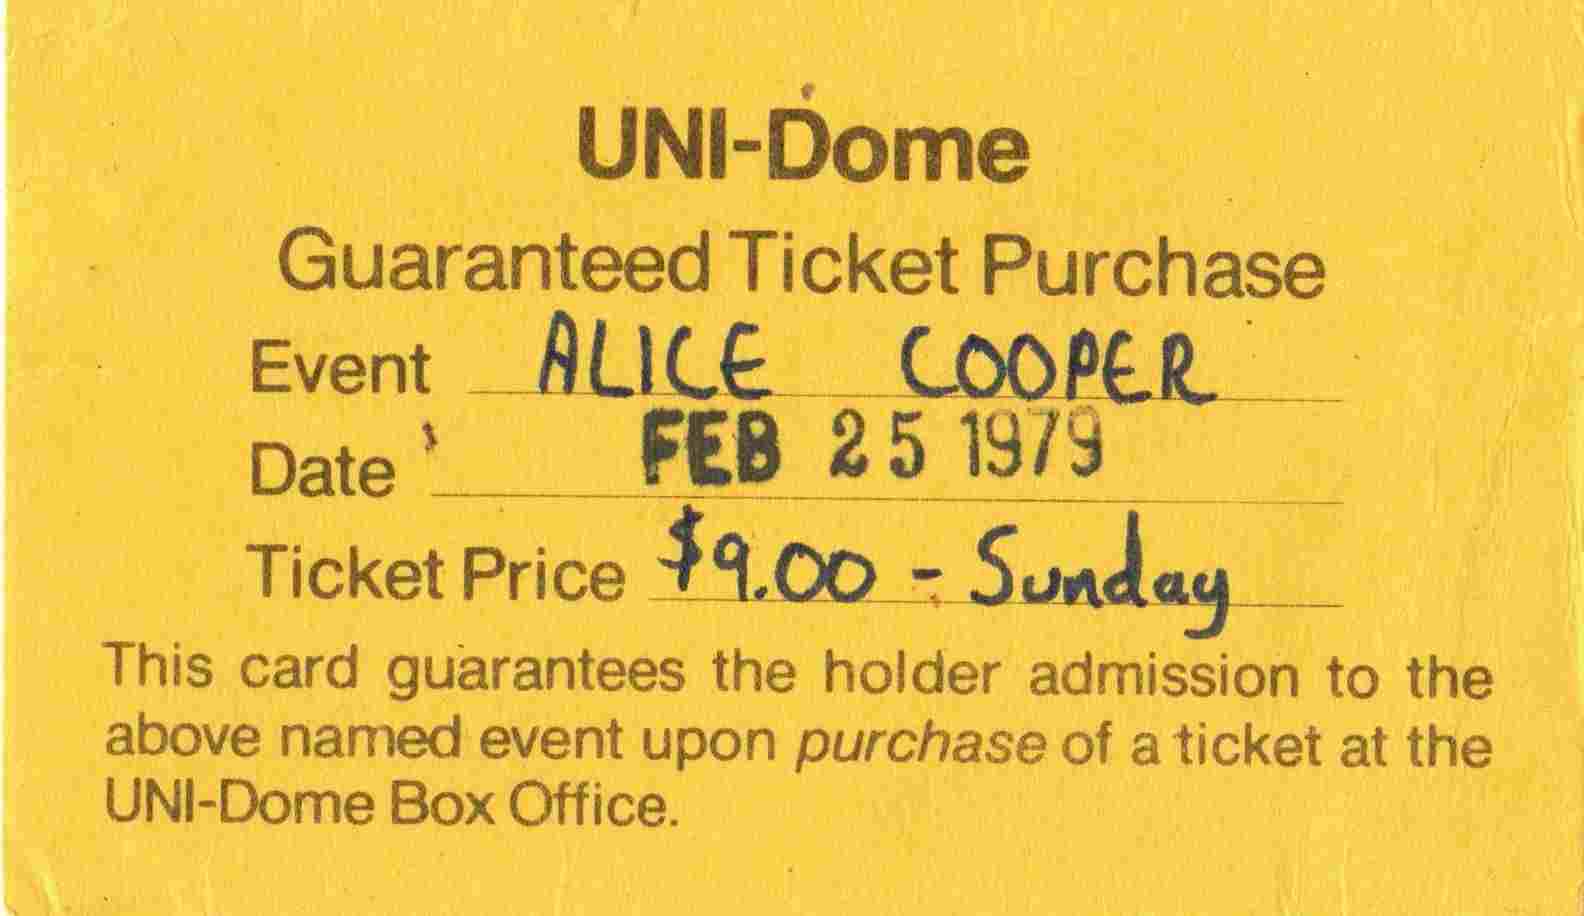 UNI-Dome
Guaranteed Ticket Purchase
Event ALICE COOPER
Date FEB 25 1979
Ticket Price $9.00 - Sunday
This card guarantees the holder admission to the
above named event upon purchase of a ticket at the
UNI-Dome Box Office.